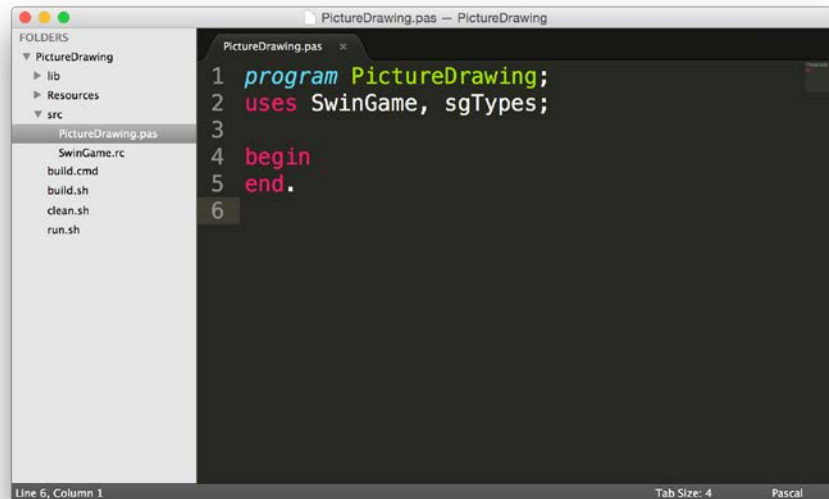 PictureDrawing.pas — PictureDrawing
FOLDERS
PictureDrawing
lib
Resources
src
PictureDrawing.pas
SwinGame.rc
build.cmd
build.sh
clean.sh
run.sh
PictureDrawing.pas ×
1 program PictureDrawing;
2 uses SwinGame, sgTypes;
3
4 begin
5 end.
6
Line 6, Column 1 Tab Size: 4 Pascal